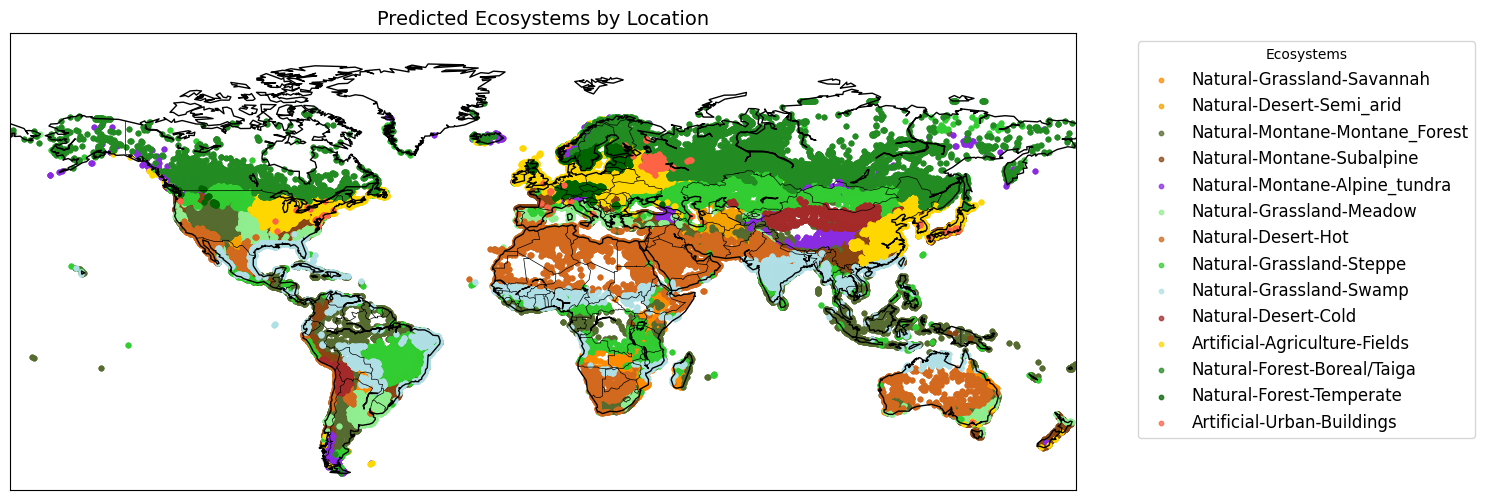 Predicted Ecosystems by Location
Ecosystems
Natural-Grassland-Savannah
Natural-Desert-Semi_arid
Natural-Montane-Montane_Forest
Natural-Montane-Subalpine
Natural-Montane-Alpine_tundra
Natural-Grassland-Meadow
Natural-Desert-Hot
Natural-Grassland-Steppe
Natural-Grassland-Swamp
Natural-Desert-Cold
Artificial-Agriculture-Fields
Natural-Forest-Boreal/Taiga
Natural-Forest-Temperate
Artificial-Urban-Buildings